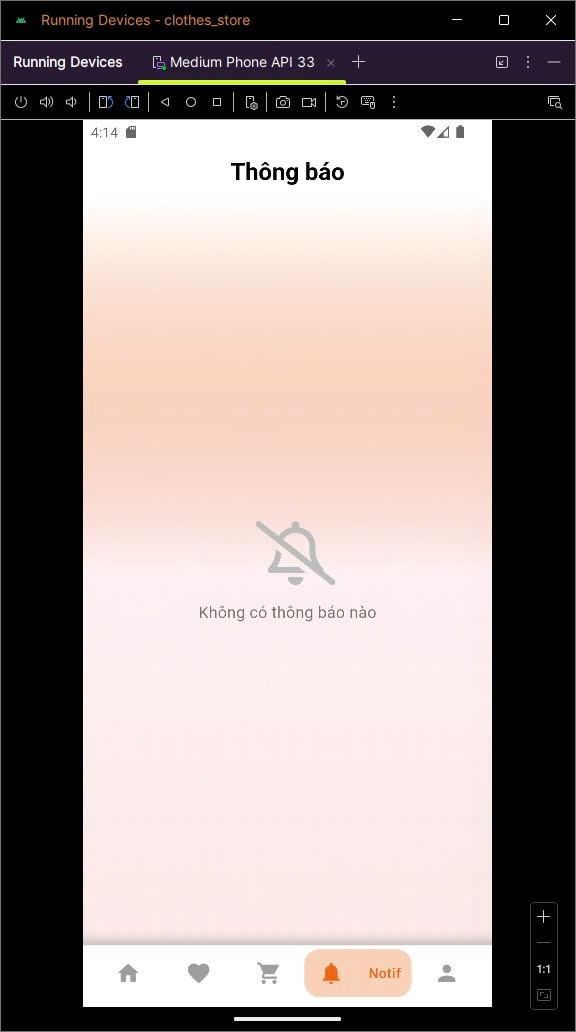 Running Devices - clothes_store
Running Devices
Medium Phone API 33
4:14
Thông báo
Không có thông báo nào
Notif
1:1